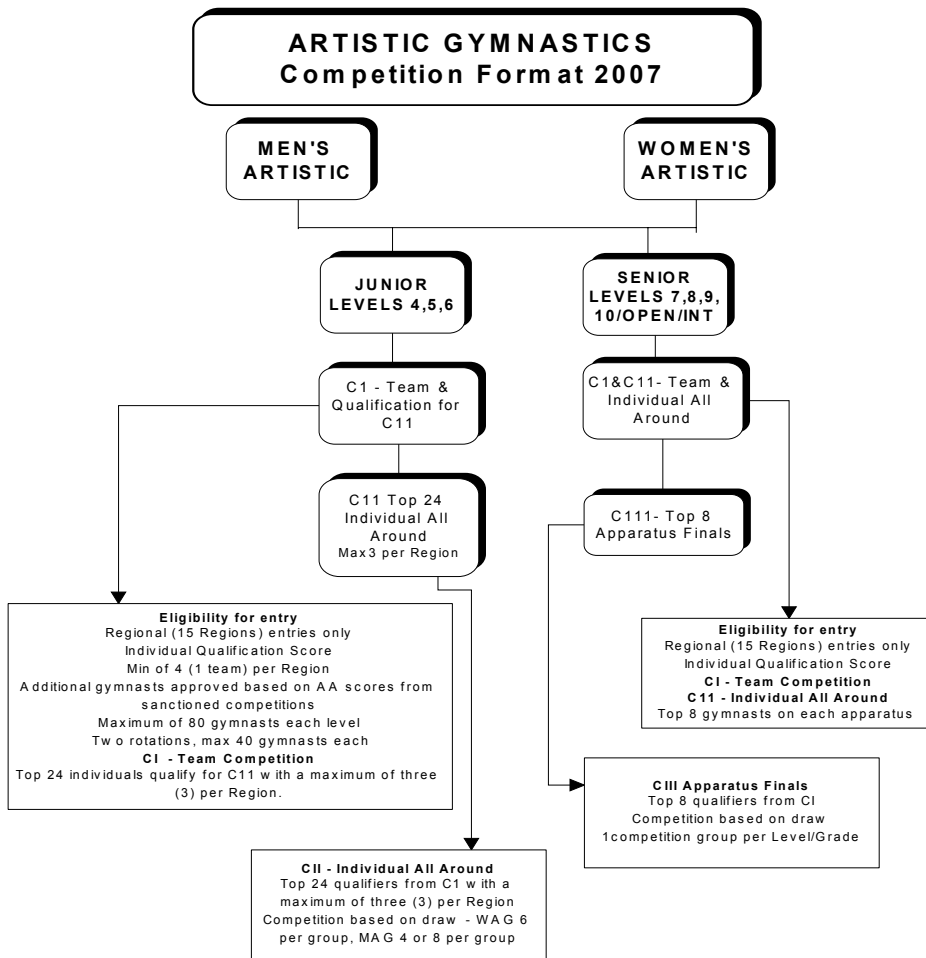 ARTISTIC GYMNASTICS
Competition Format 2007
MEN'S
ARTISTIC
WOMEN'S
ARTISTIC
JUNIOR
LEVELS 4,5,6
SENIOR
LEVELS 7,8,9,
10/OPEN/INT
C1 - Team &
Qualification for
C11
C1&C11- Team &
Individual All
Around
C11 Top 24
Individual All
Around
Max3 per Region
C111- Top 8
Apparatus Finals
Eligibility for entry
Regional (15 Regions) entries only
Individual Qualification Score
Min of 4 (1 team) per Region
Additional gymnasts approved based on AA scores from
sanctioned competitions
Maximum of 80 gymnasts each level
Two rotations, max 40 gymnasts each
CI - Team Competition
Top 24 individuals qualify for C11 with a maximum of three
(3) per Region.
Eligibility for entry
Regional (15 Regions) entries only
Individual Qualification Score
CI - Team Competition
C11 - Individual All Around
Top 8 gymnasts on each apparatus
CIII Apparatus Finals
Top 8 qualifiers from CI
Competition based on draw
1competition group per Level/Grade
CII - Individual All Around
Top 24 qualifiers from C1 with a
maximum of three (3) per Region
Competition based on draw - WAG 6
per group, MAG 4 or 8 per group